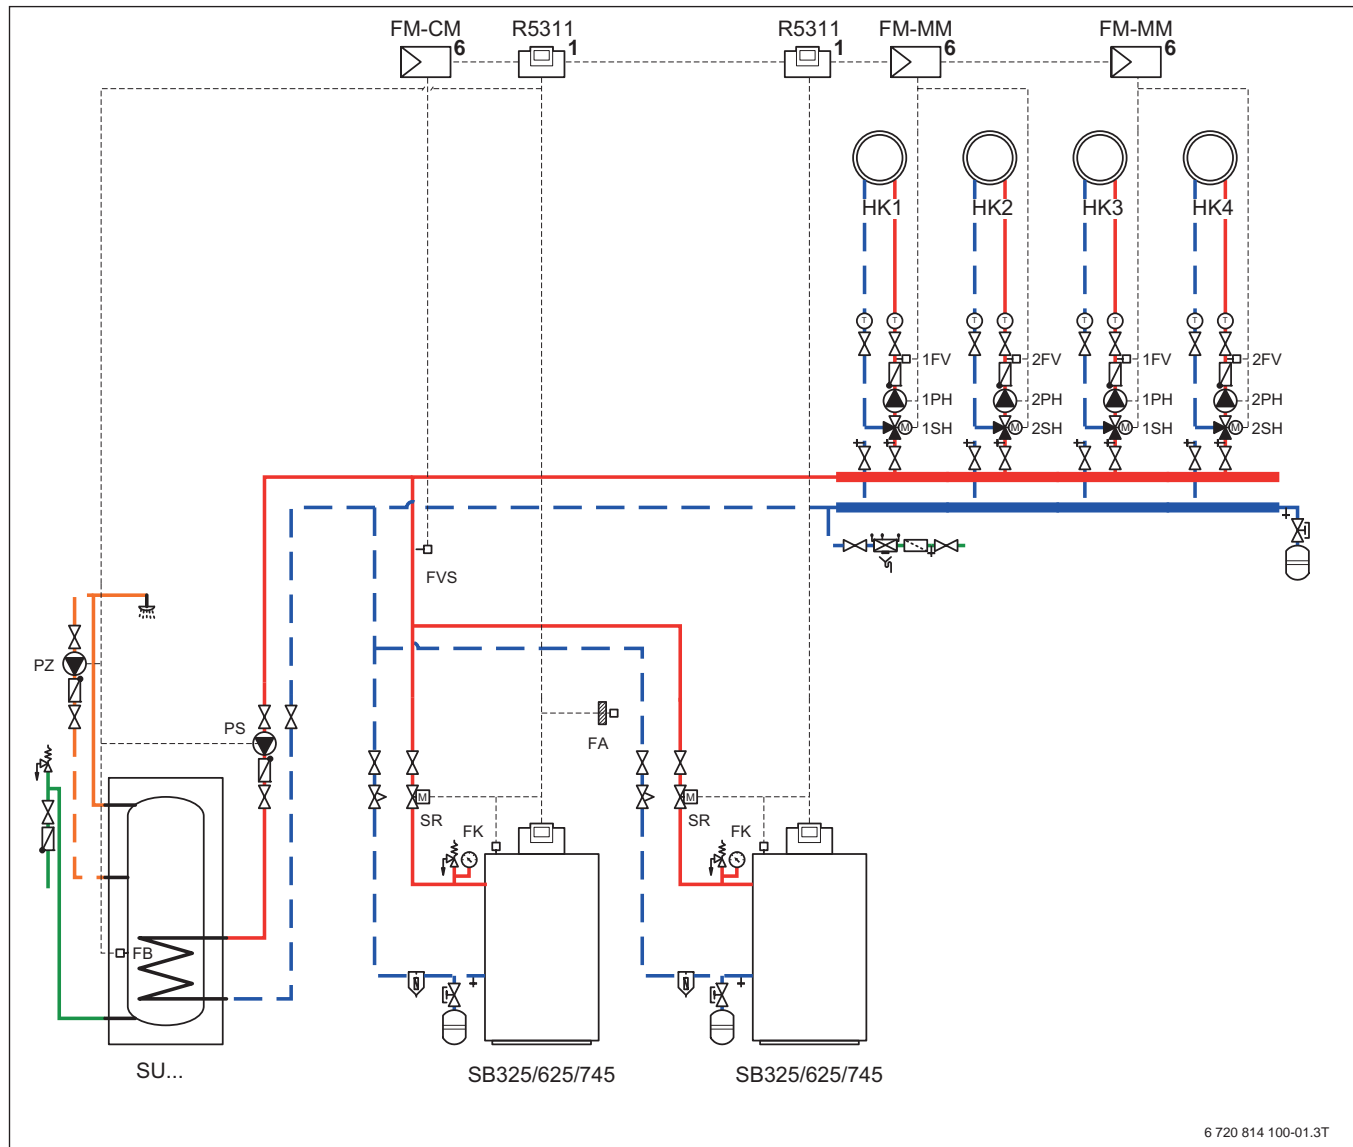 FM-CM R5311 R5311 FM-MM FM-MM
6 1 1 6 6
HK1 HK2 HK3 HK4
T T T T T T T T
1FV 2FV 1FV 2FV
1PH 2PH 1PH 2PH
M 1SH M 2SH M 1SH M 2SH
FVS
PZ
PS
FA
M M
SR FK SR FK
FB
SU...
SB325/625/745 SB325/625/745
6 720 814 100-01.3T